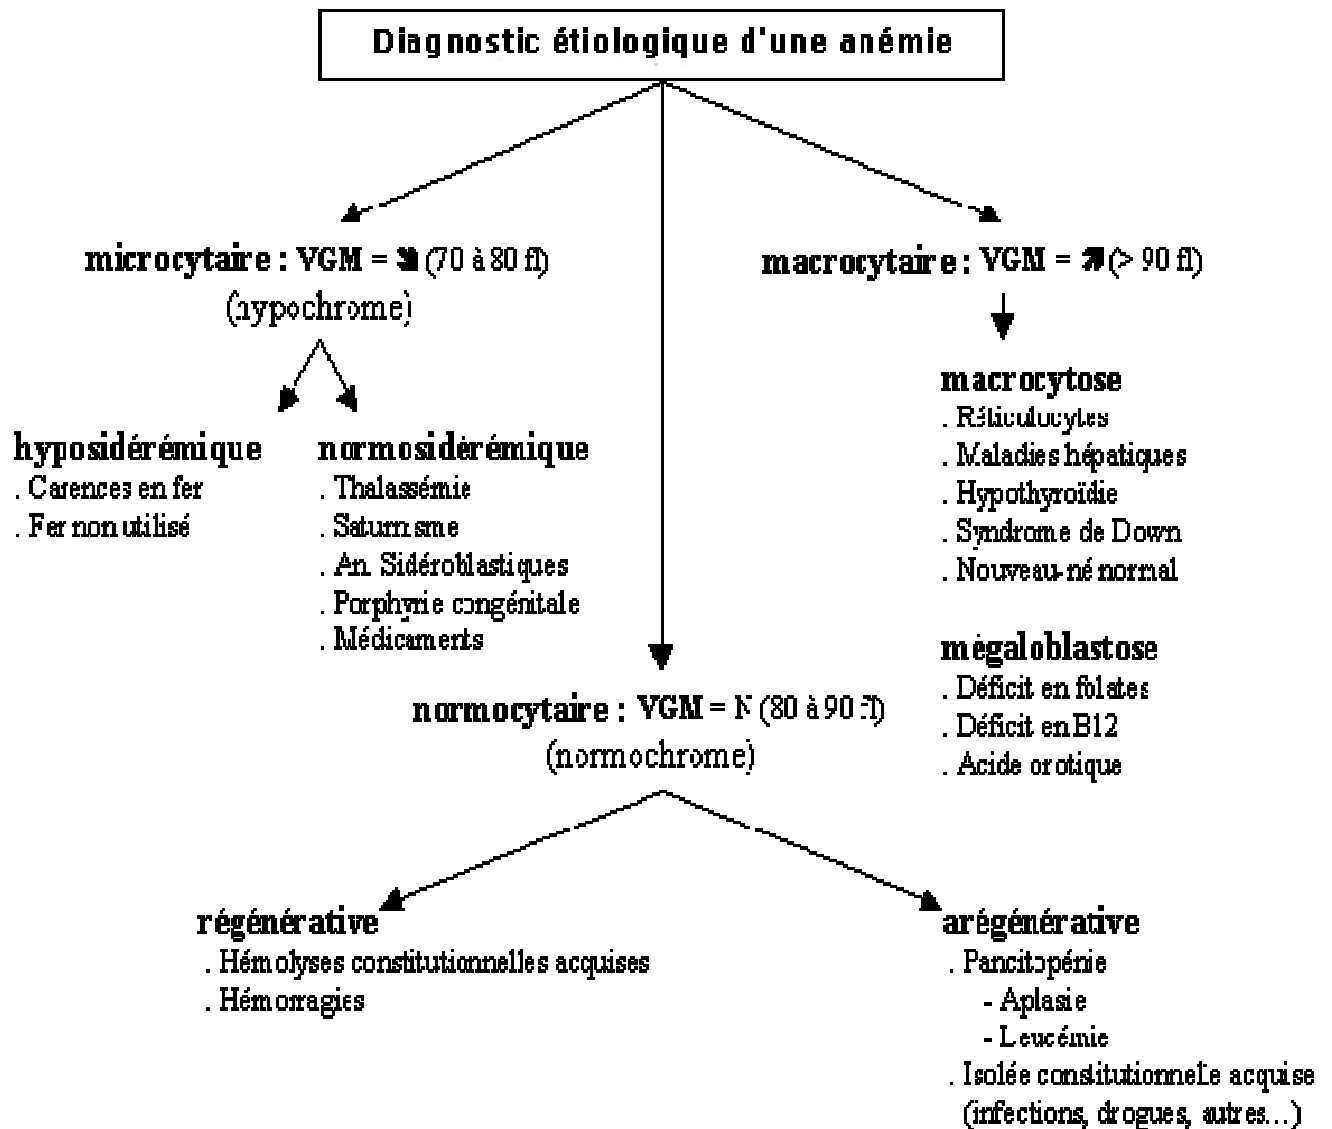 Diagnostic étiologique d'une anémie
microcytaire : VGM = (70 à 80 fl)
(hypochrome)
macrocytaire : VGM = (> 90 fl)
hyposidérémique
. Carences en fer
. Fer non utilisé
normosidérémique
. Thalassémie
. Saturnisme
. An. Sidéroblastiques
. Porphyrie congénitale
. Médicaments
macrocytose
. Réticulocytes
. Maladies hépatiques
. Hypothyroïdie
. Syndrome de Down
. Nouveau-né normal
mégaloblastose
. Déficit en folates
. Déficit en B12
. Acide orotique
normocytaire : VGM = N (80 à 90 fl)
(normochrome)
régénérative
. Hémolyses constitutionnelles acquises
. Hémorragies
arégénérative
. Pancitopénie
- Aplasie
- Leucémie
. Isolée constitutionnelle acquise
(infections, drogues, autres...)